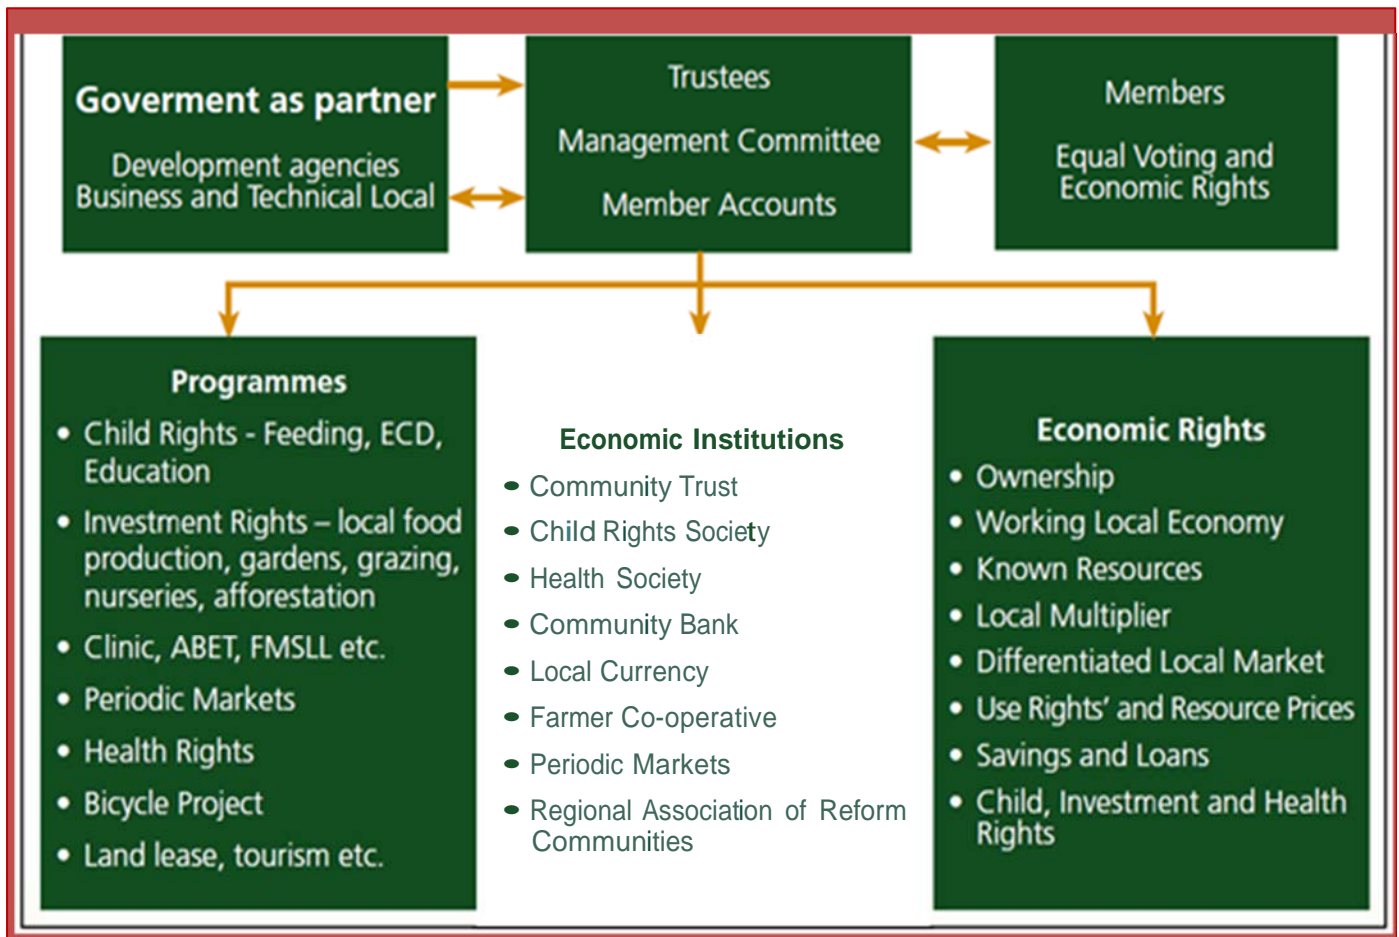 Goverment as partner
Development agencies
Business and Technical Local
Trustees
Management Committee
Member Accounts
Members
Equal Voting and
Economic Rights
Programmes
• Child Rights - Feeding, ECD,
Education
• Investment Rights – local food
production, gardens, grazing,
nurseries, afforestation
• Clinic, ABET, FMSLL etc.
• Periodic Markets
• Health Rights
• Bicycle Project
• Land lease, tourism etc.
Economic Institutions
• Community Trust
• Child Rights Society
• Health Society
• Community Bank
• Local Currency
• Farmer Co-operative
• Periodic Markets
• Regional Association of Reform
Communities
Economic Rights
• Ownership
• Working Local Economy
• Known Resources
• Local Multiplier
• Differentiated Local Market
• Use Rights’ and Resource Prices
• Savings and Loans
• Child, Investment and Health
Rights